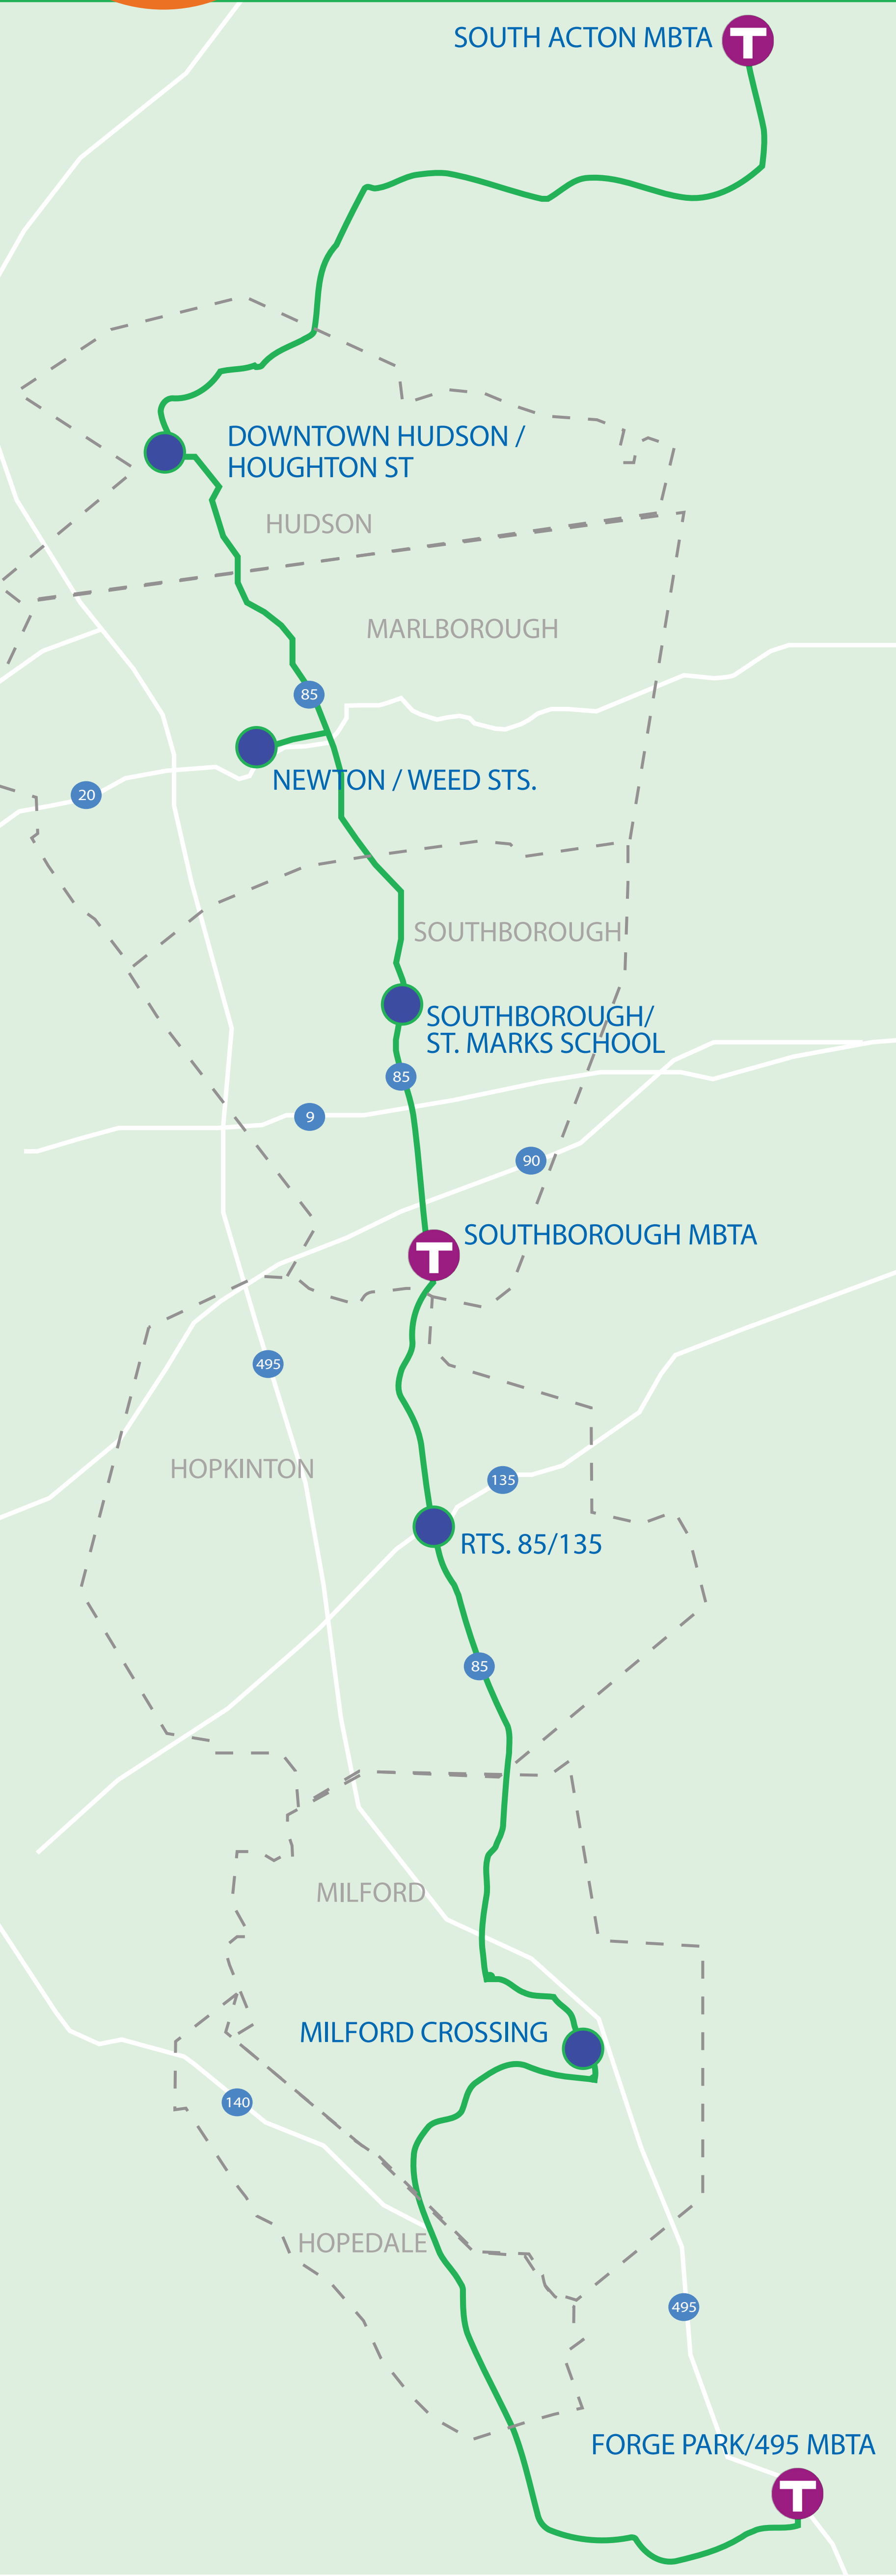 SOUTH ACTON MBTA
T
DOWNTOWN HUDSON /
HOUGHTON ST
HUDSON
MARLBOROUGH
85
NEWTON / WEED STS.
20
SOUTHBOROUGH
SOUTHBOROUGH/
ST. MARKS SCHOOL
85
9
90
SOUTHBOROUGH MBTA
T
495
HOPKINTON
135
RTS. 85/135
85
MILFORD
MILFORD CROSSING
140
HOPEDALE
495
FORGE PARK/495 MBTA
T